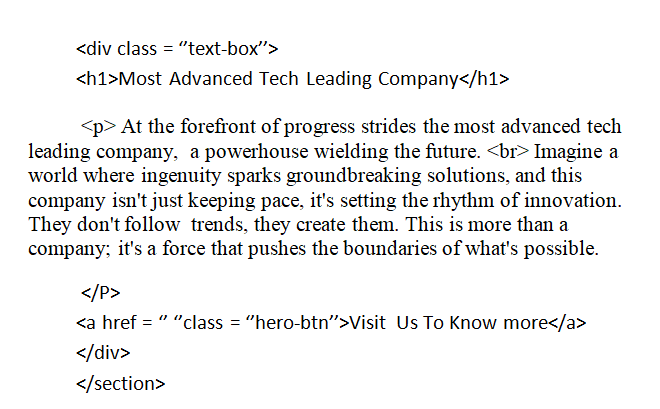 <div class = ”text-box”>
<h1>Most Advanced Tech Leading Company</h1>
<p> At the forefront of progress strides the most advanced tech
leading company,  a powerhouse wielding the future. <br> Imagine a
world where ingenuity sparks groundbreaking solutions, and this
company isn't just keeping pace, it's setting the rhythm of innovation.
They don't follow  trends, they create them. This is more than a
company; it's a force that pushes the boundaries of what's possible.
</P>
<a href = ” ”class = ”hero-btn”>Visit  Us To Know more</a>
</div>
</section>